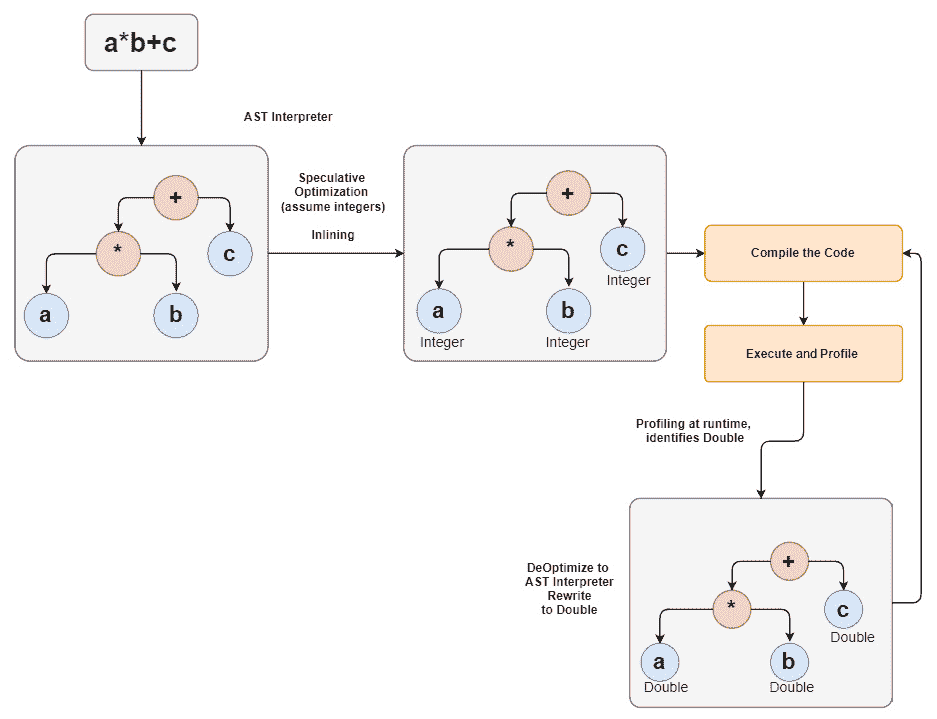 a*b+c
AST Interpreter
+
*
c
a
b
Speculative
Optimization
(assume integers)
Inlining
+
*
c
Integer
a
b
Integer
Integer
Compile the Code
Execute and Profile
Profiling at runtime,
identifies Double
DeOptimize to
AST Interpreter
Rewrite
to Double
+
*
c
Double
a
b
Double
Double